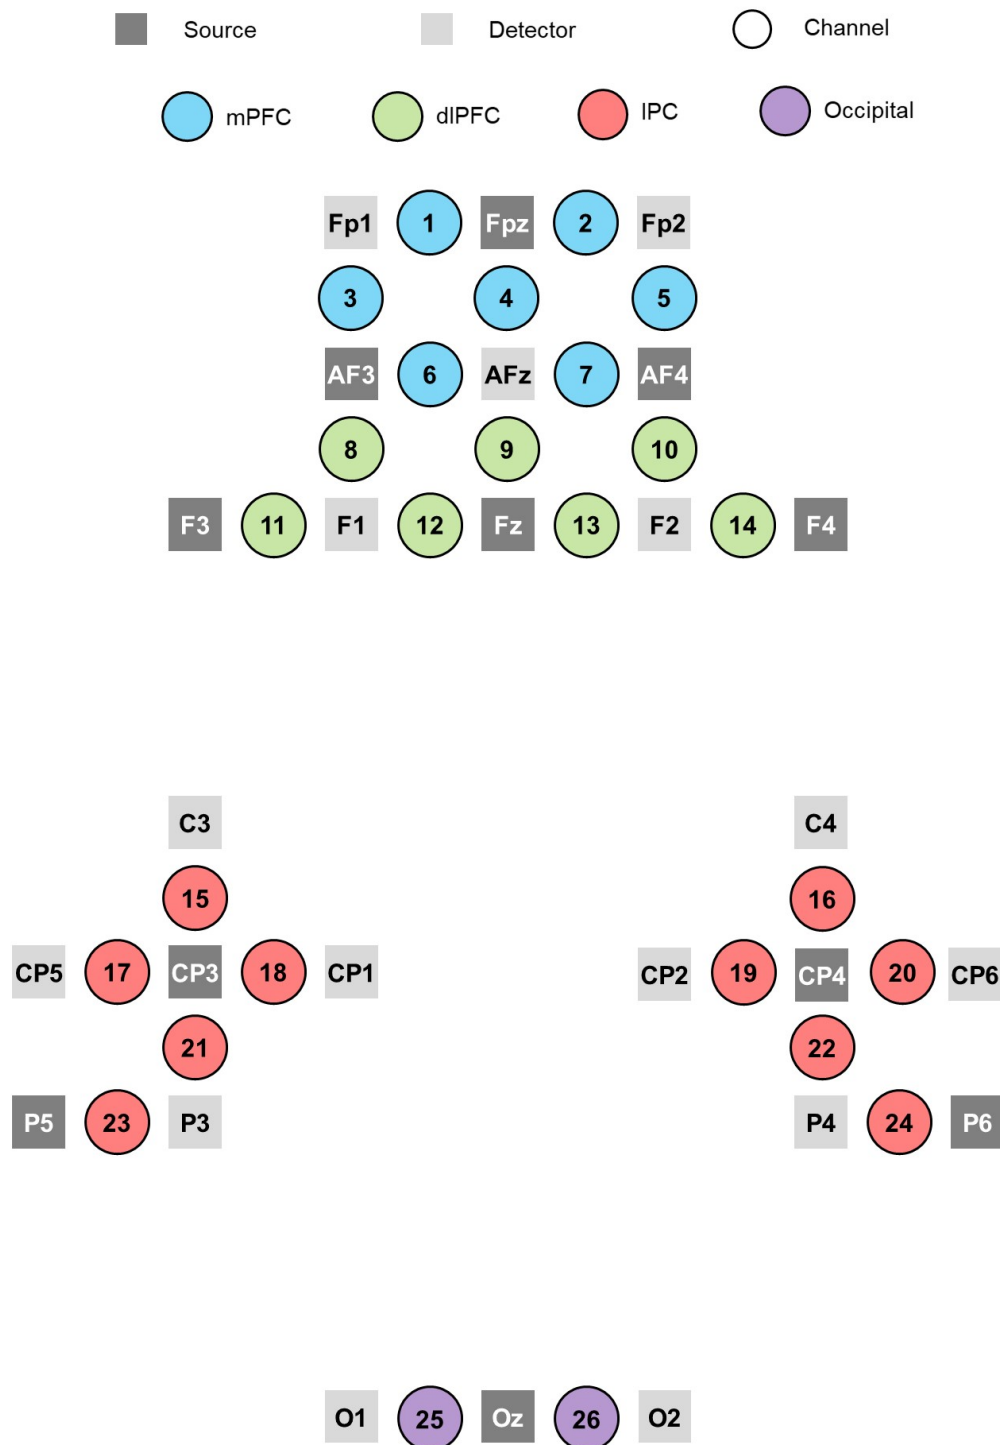 Source Detector Channel
mPFC dlPFC IPC Occipital
Fp1 1 Fpz 2 Fp2
3 4 5
AF3 6 AFz 7 AF4
8 9 10
F3 11 F1 12 Fz 13 F2 14 F4
C3 C4
15 16
CP5 17 CP3 18 CP1 CP2 19 CP4 20 CP6
21 22
P5 23 P3 P4 24 P6
O1 25 Oz 26 O2